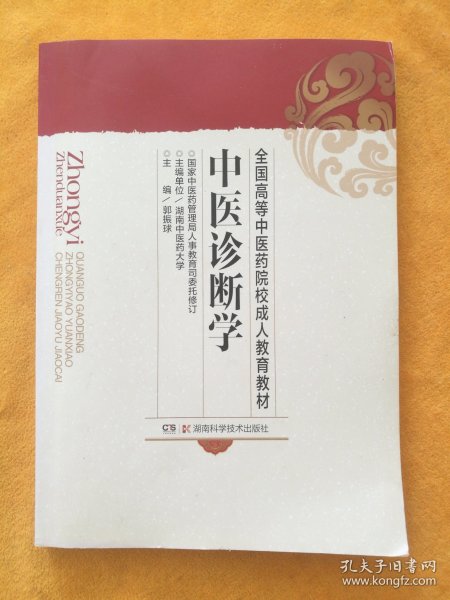 全国高等中医药院校成人教育教材
中医诊断学
国家中医药管理局人事教育司委托修订
主编单位/湖南中医药大学
主 编/郭振球
Zhongyi
Zhenduanxue
QUANGUO GAODENG
ZHONGYIYAO YUANXIAO
CHENGREN JIAOYU JIAOCAI
CS 湖南科学技术出版社
孔夫子旧书网
www.kongfz.com